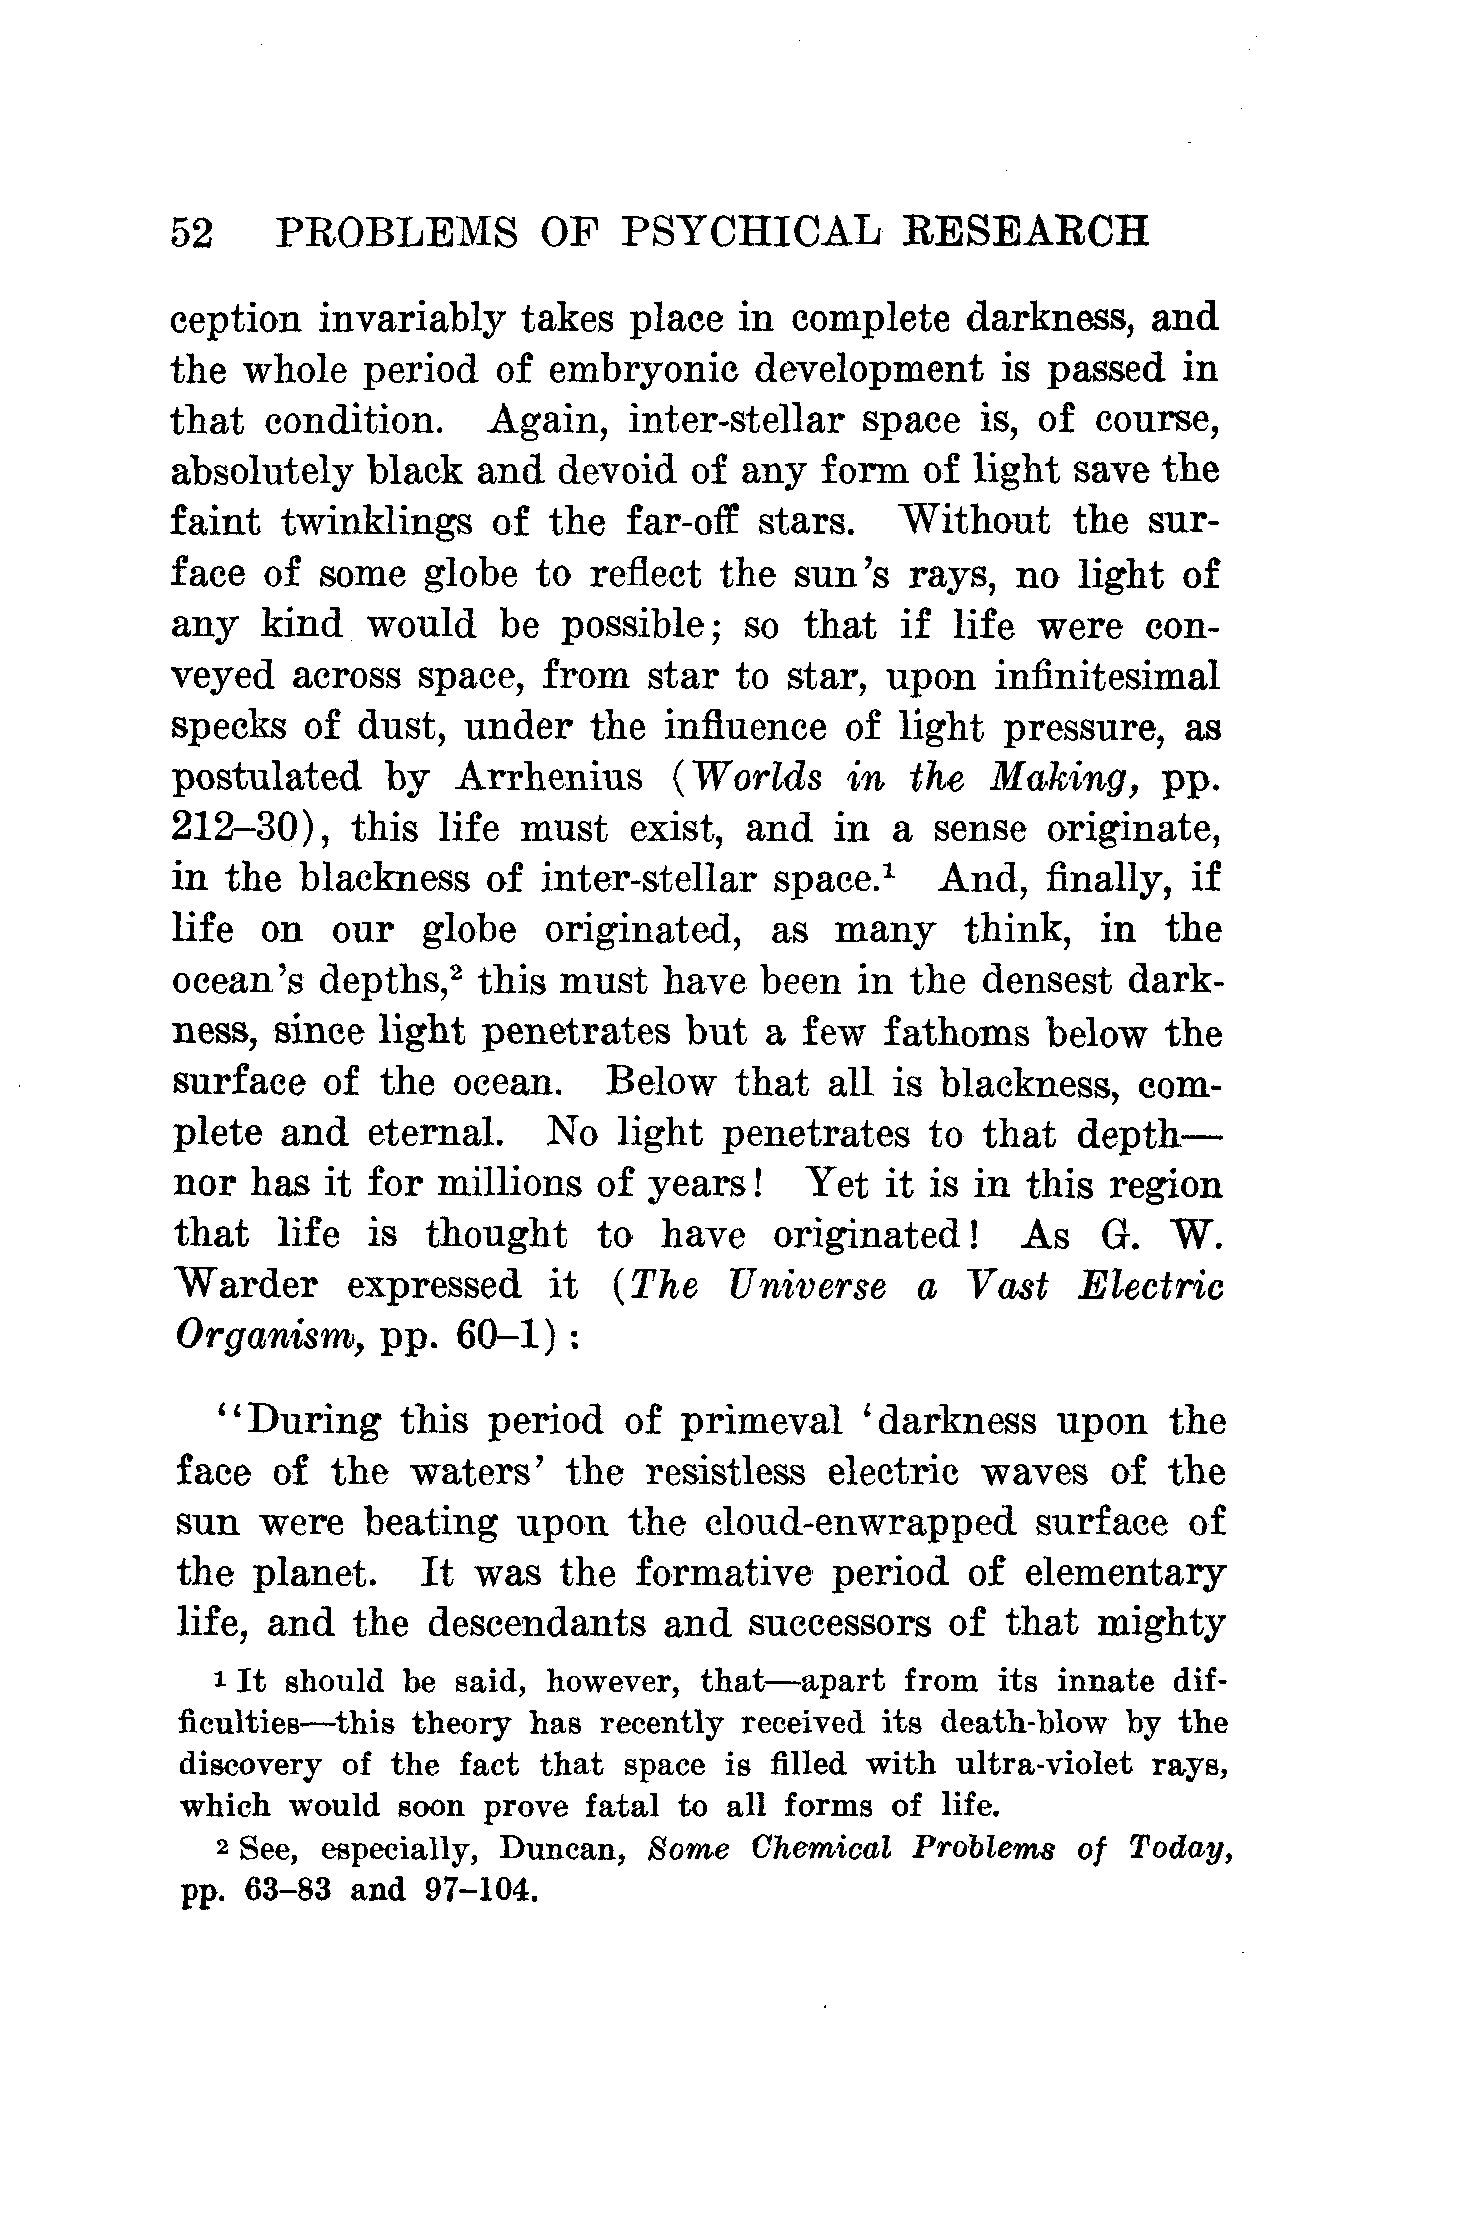 52 PROBLEMS OF PSYCHICAL RESEARCH
ception invariably takes place in complete darkness, and
the whole period of embryonic development is passed in
that condition. Again, inter-stellar space is, of course,
absolutely black and devoid of any form of light save the
faint twinklings of the far-off stars. Without the sur-
face of some globe to reflect the sun's rays, no light of
any kind would be possible; so that if life were con-
veyed across space, from star to star, upon infinitesimal
specks of dust, under the influence of light pressure, as
postulated by Arrhenius (Worlds in the Making, pp.
212–30), this life must exist, and in a sense originate,
in the blackness of inter-stellar space.¹ And, finally, if
life on our globe originated, as many think, in the
ocean's depths,² this must have been in the densest dark-
ness, since light penetrates but a few fathoms below the
surface of the ocean. Below that all is blackness, com-
plete and eternal. No light penetrates to that depth—
nor has it for millions of years! Yet it is in this region
that life is thought to have originated! As G. W.
Warder expressed it (The Universe a Vast Electric
Organism, pp. 60–1):
"During this period of primeval 'darkness upon the
face of the waters' the resistless electric waves of the
sun were beating upon the cloud-enwrapped surface of
the planet. It was the formative period of elementary
life, and the descendants and successors of that mighty
¹ It should be said, however, that—apart from its innate dif-
ficulties—this theory has recently received its death-blow by the
discovery of the fact that space is filled with ultra-violet rays,
which would soon prove fatal to all forms of life.
² See, especially, Duncan, Some Chemical Problems of Today,
pp. 63–83 and 97–104.